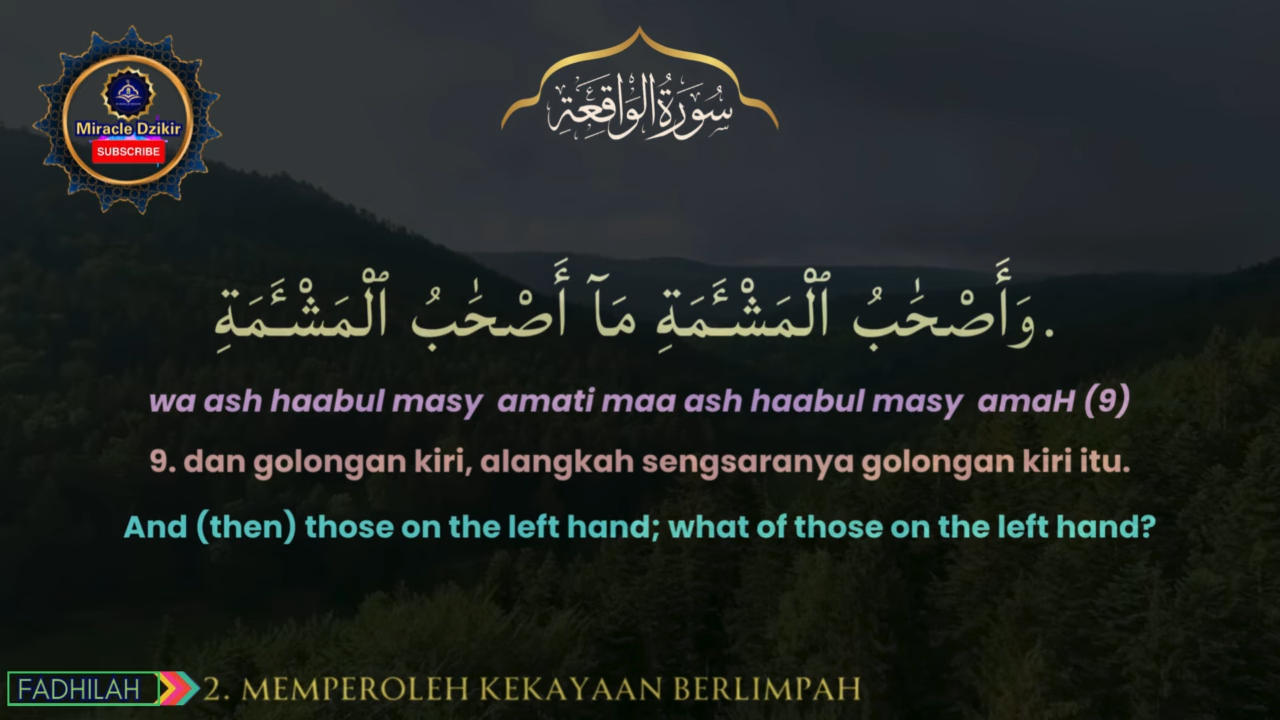 Miracle Dzikir
SUBSCRIBE
سُورَةُ الْوَاقِعَةِ
وَأَصْحَٰبُ ٱلْمَشْـَٔمَةِ مَآ أَصْحَٰبُ ٱلْمَشْـَٔمَةِ.
wa ash haabul masy amati maa ash haabul masy amaH (9)
9. dan golongan kiri, alangkah sengsaranya golongan kiri itu.
And (then) those on the left hand; what of those on the left hand?
FADHILAH 2. MEMPEROLEH KEKAYAAN BERLIMPAH